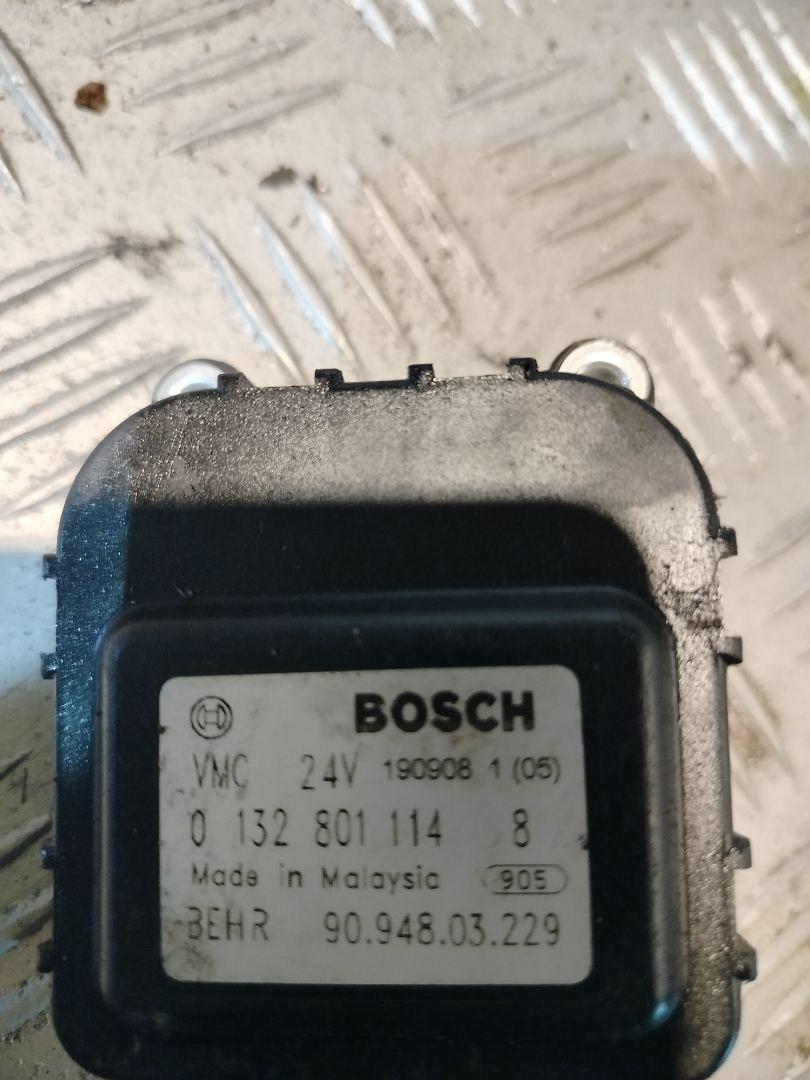 BOSCH
VMC 24V 190908 1 (05)
0 132 801 114 8
Made in Malaysia 905
BEHR 90.948.03.229